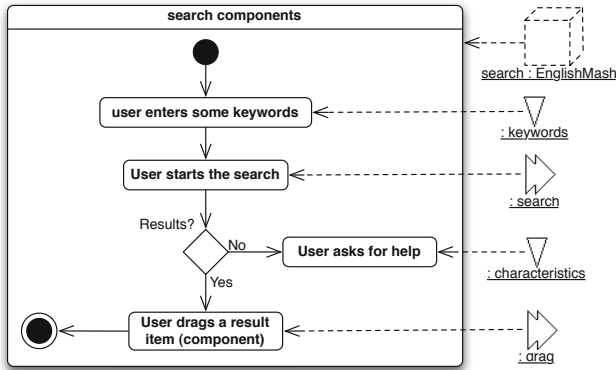 search components
search : EnglishMash
user enters some keywords
: keywords
User starts the search
: search
Results?
No
User asks for help
: characteristics
Yes
User drags a result
item (component)
: drag